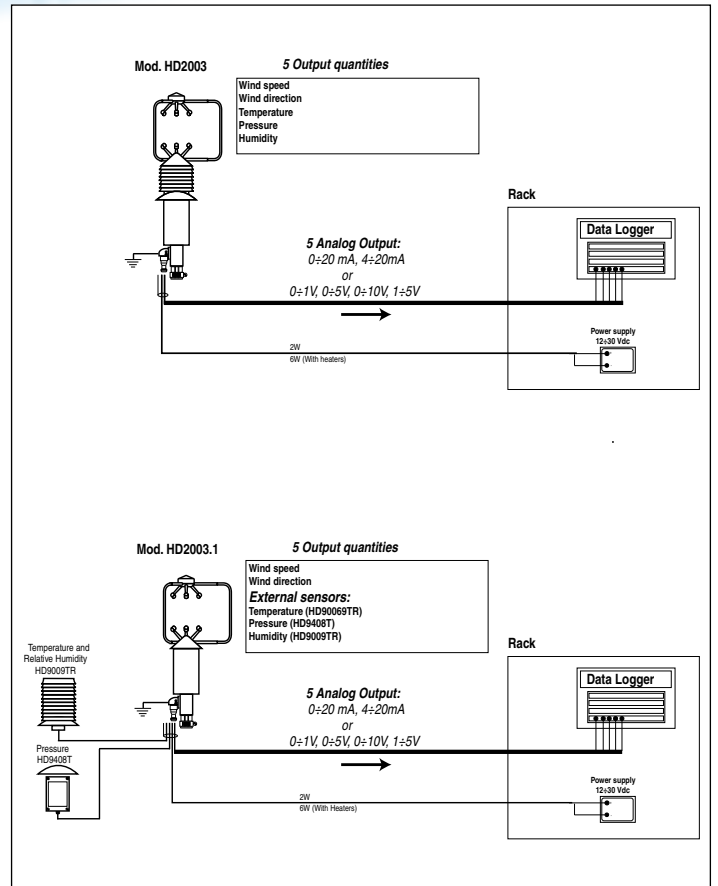 Mod. HD2003
5 Output quantities
Wind speed
Wind direction
Temperature
Pressure
Humidity
Rack
Data Logger
5 Analog Output:
0÷20 mA, 4÷20mA
or
0÷1V, 0÷5V, 0÷10V, 1÷5V
Power supply
12÷30 Vdc
2W
6W (With heaters)
Mod. HD2003.1
5 Output quantities
Wind speed
Wind direction
External sensors:
Temperature (HD90069TR)
Pressure (HD9408T)
Humidity (HD9009TR)
Temperature and
Relative Humidity
HD9009TR
Pressure
HD9408T
Rack
Data Logger
5 Analog Output:
0÷20 mA, 4÷20mA
or
0÷1V, 0÷5V, 0÷10V, 1÷5V
Power supply
12÷30 Vdc
2W
6W (With Heaters)